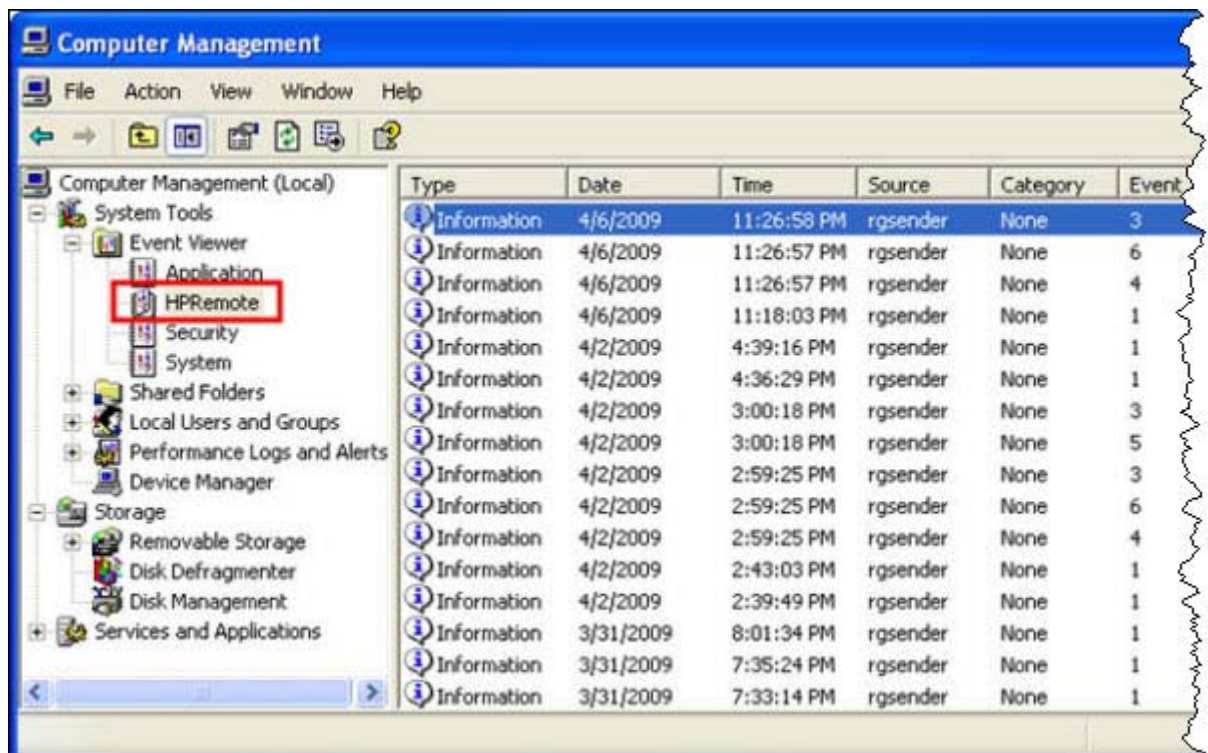 Computer Management
File Action View Window Help
Computer Management (Local)
System Tools
Event Viewer
Application
HPRemote
Security
System
Shared Folders
Local Users and Groups
Performance Logs and Alerts
Device Manager
Storage
Removable Storage
Disk Defragmenter
Disk Management
Services and Applications
Type Date Time Source Category Event
Information 4/6/2009 11:26:58 PM rgsender None 3
Information 4/6/2009 11:26:57 PM rgsender None 6
Information 4/6/2009 11:26:57 PM rgsender None 4
Information 4/6/2009 11:18:03 PM rgsender None 1
Information 4/2/2009 4:39:16 PM rgsender None 1
Information 4/2/2009 4:36:29 PM rgsender None 1
Information 4/2/2009 3:00:18 PM rgsender None 3
Information 4/2/2009 3:00:18 PM rgsender None 5
Information 4/2/2009 2:59:25 PM rgsender None 3
Information 4/2/2009 2:59:25 PM rgsender None 6
Information 4/2/2009 2:59:25 PM rgsender None 4
Information 4/2/2009 2:43:03 PM rgsender None 1
Information 4/2/2009 2:39:49 PM rgsender None 1
Information 3/31/2009 8:01:34 PM rgsender None 1
Information 3/31/2009 7:35:24 PM rgsender None 1
Information 3/31/2009 7:33:14 PM rgsender None 1